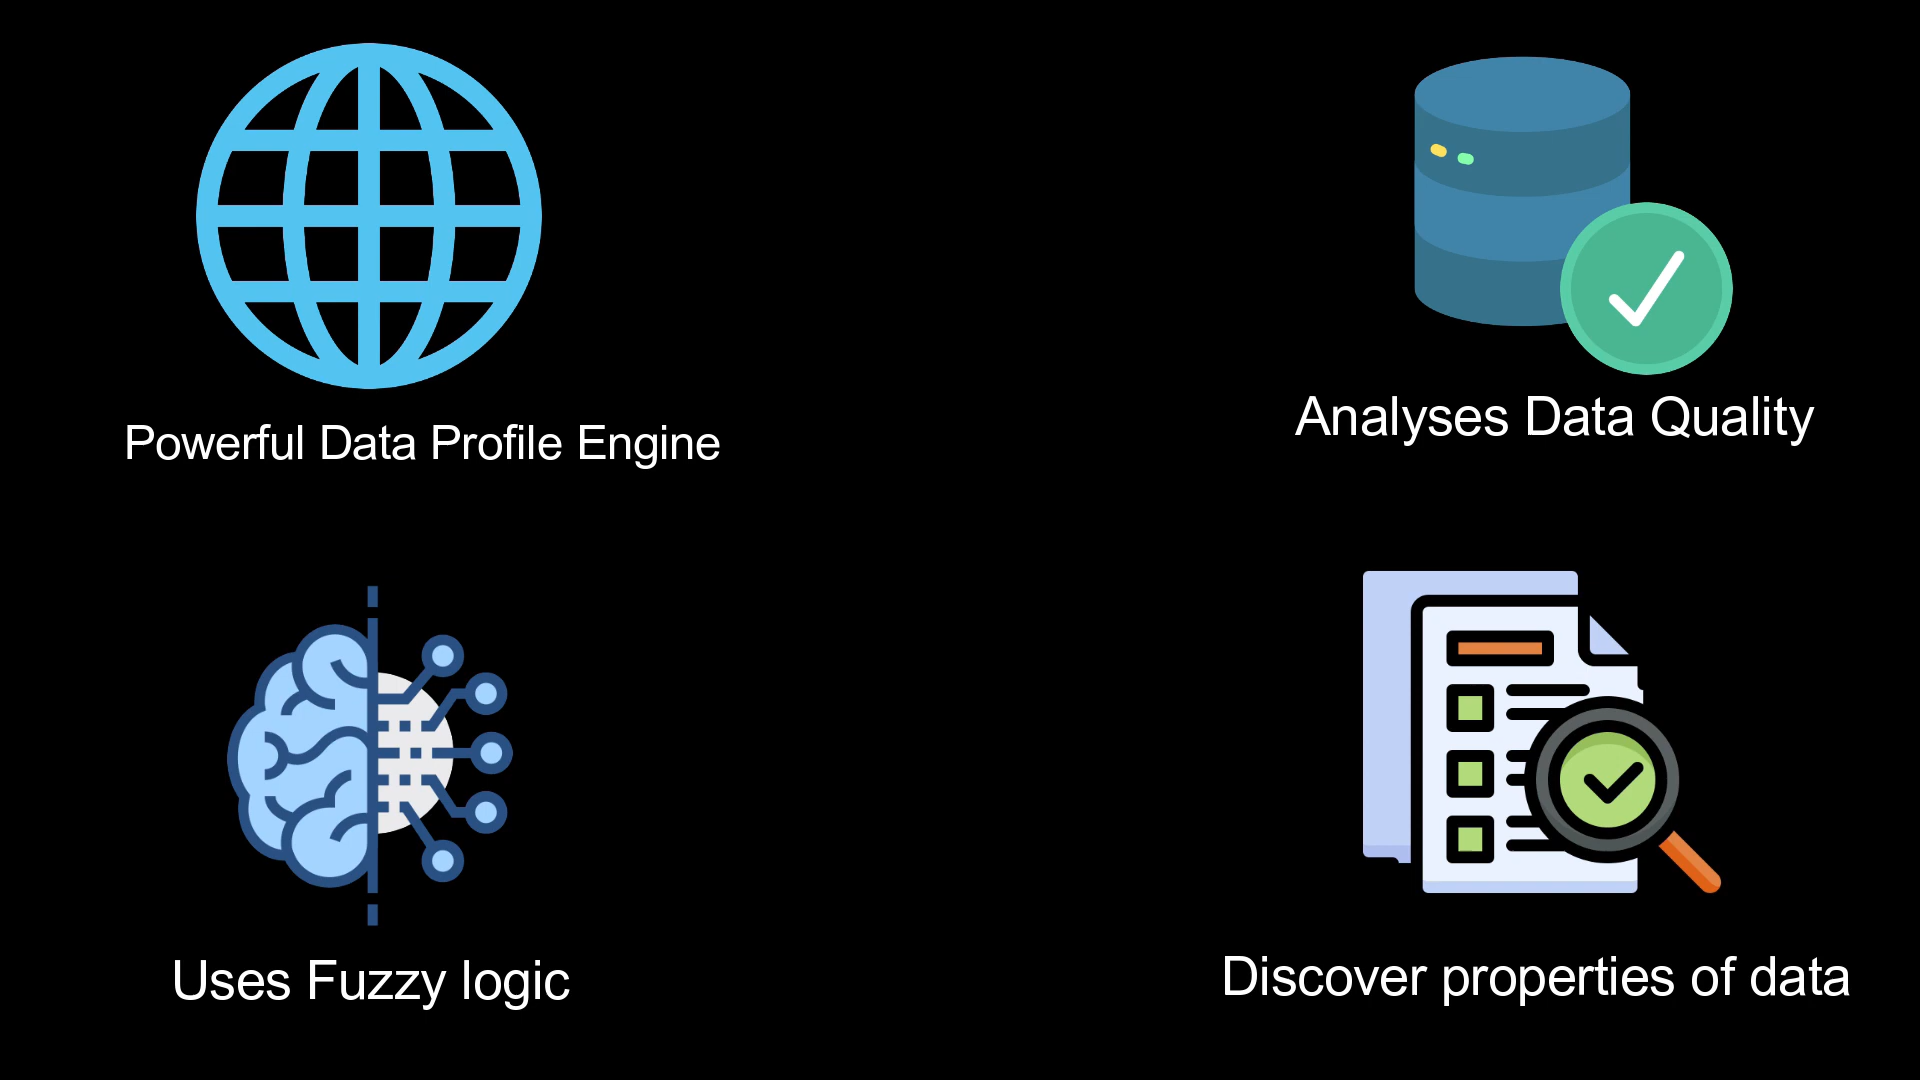 Powerful Data Profile Engine
Analyses Data Quality
Uses Fuzzy logic
Discover properties of data